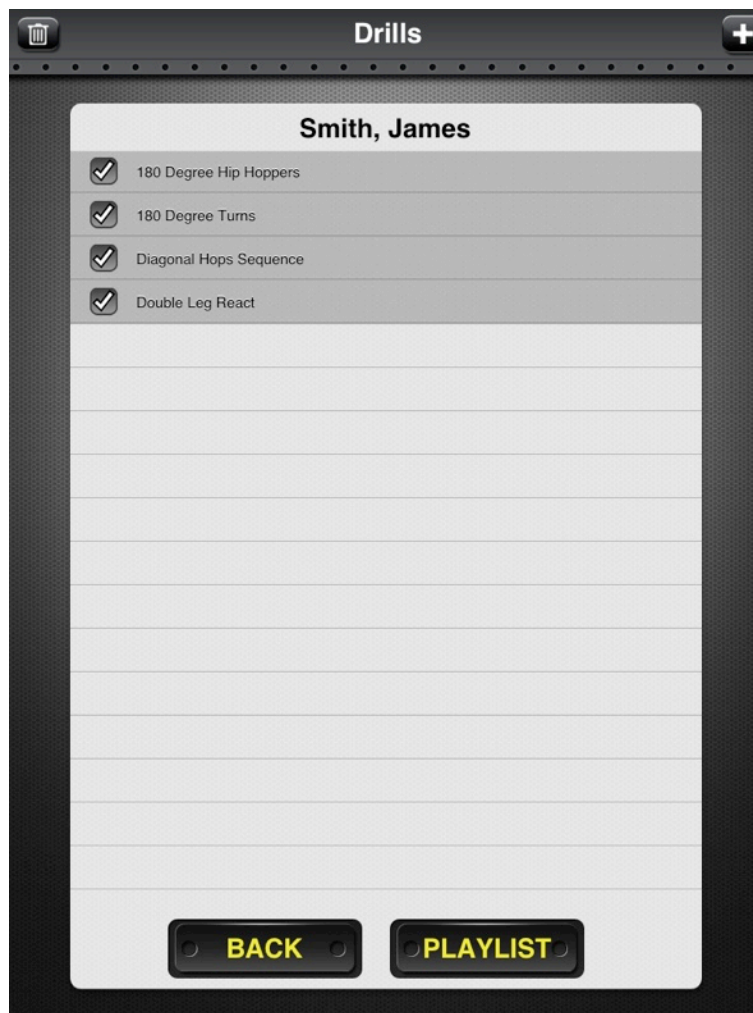 Drills
Smith, James
180 Degree Hip Hoppers
180 Degree Turns
Diagonal Hops Sequence
Double Leg React
BACK
PLAYLIST